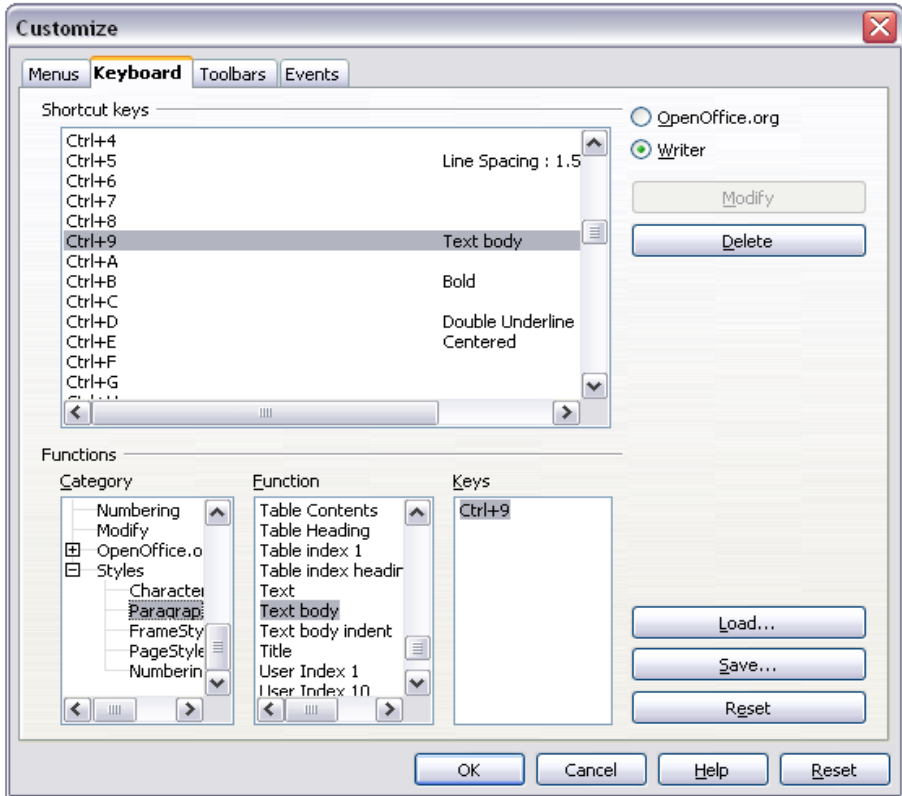 Customize
Menus Keyboard Toolbars Events
Shortcut keys
Ctrl+4
Ctrl+5 Line Spacing : 1.5
Ctrl+6
Ctrl+7
Ctrl+8
Ctrl+9 Text body
Ctrl+A
Ctrl+B Bold
Ctrl+C
Ctrl+D Double Underline
Ctrl+E Centered
Ctrl+F
Ctrl+G
OpenOffice.org
Writer
Modify
Delete
Functions
Category
Numbering
Modify
OpenOffice.o
Styles
Character
Paragrap
FrameSty
PageStyle
Numberin
Function
Table Contents
Table Heading
Table index 1
Table index headir
Text
Text body
Text body indent
Title
User Index 1
User Index 10
Keys
Ctrl+9
Load...
Save...
Reset
OK Cancel Help Reset